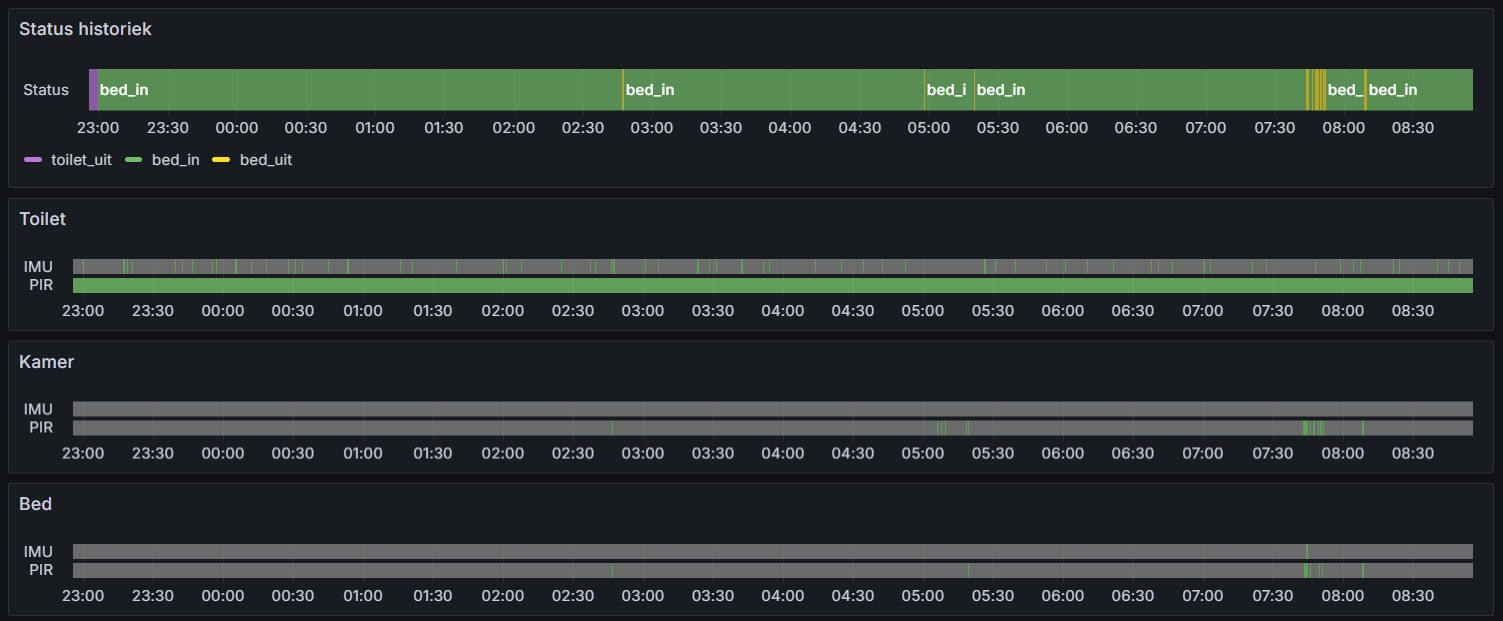 Status historiek
Status bed_in bed_in bed_i bed_in bed_ bed_in
23:00 23:30 00:00 00:30 01:00 01:30 02:00 02:30 03:00 03:30 04:00 04:30 05:00 05:30 06:00 06:30 07:00 07:30 08:00 08:30
toilet_uit bed_in bed_uit
Toilet
IMU
PIR
23:00 23:30 00:00 00:30 01:00 01:30 02:00 02:30 03:00 03:30 04:00 04:30 05:00 05:30 06:00 06:30 07:00 07:30 08:00 08:30
Kamer
IMU
PIR
23:00 23:30 00:00 00:30 01:00 01:30 02:00 02:30 03:00 03:30 04:00 04:30 05:00 05:30 06:00 06:30 07:00 07:30 08:00 08:30
Bed
IMU
PIR
23:00 23:30 00:00 00:30 01:00 01:30 02:00 02:30 03:00 03:30 04:00 04:30 05:00 05:30 06:00 06:30 07:00 07:30 08:00 08:30